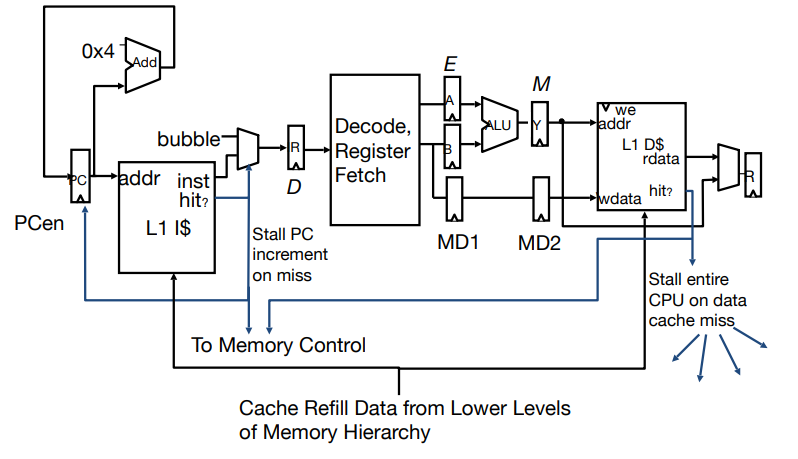 0x4
Add
E
M
bubble
A
ALU
Y
we
addr
L1 D$
rdata
Decode,
Register
Fetch
R
D
B
R
PC
addr
inst
hit?
L1 I$
wdata
hit?
PCen
MD1
MD2
Stall PC
increment
on miss
Stall entire
CPU on data
cache miss
To Memory Control
Cache Refill Data from Lower Levels
of Memory Hierarchy